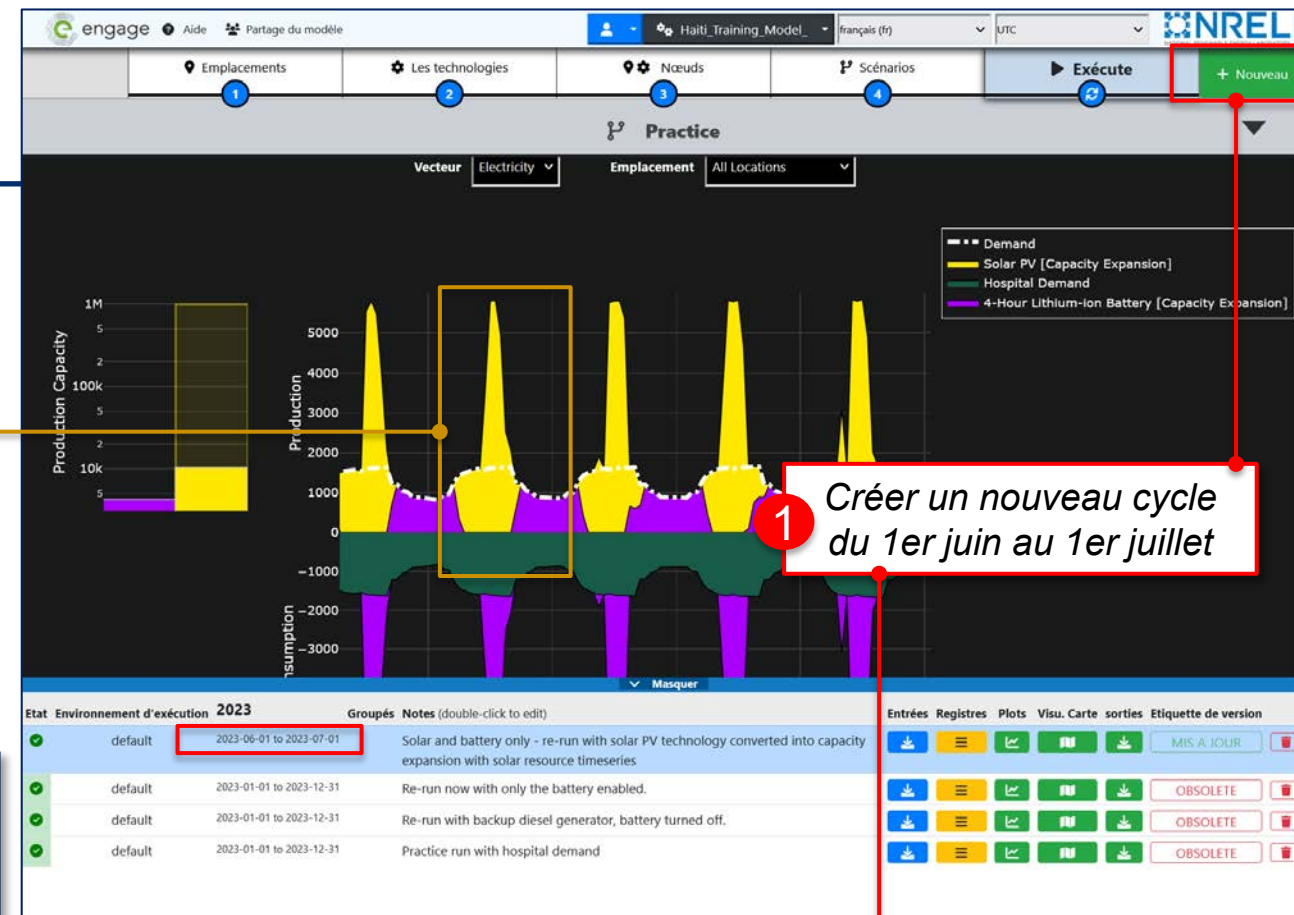 engage Aide Partage du modèle Haiti_Training_Model_ français (fr) UTC NREL
Emplacements Les technologies Nœuds Scénarios Exécute + Nouveau
1 2 3 4
Practice
Vecteur Electricity Emplacement All Locations
Demand
Solar PV [Capacity Expansion]
Hospital Demand
4-Hour Lithium-ion Battery [Capacity Expansion]
Production Capacity
1M
5
2
100k
5
2
10k
5
Production
5000
4000
3000
2000
1000
0
−1000
−2000
−3000
1
Créer un nouveau cycle
du 1er juin au 1er juillet
Masquer
Etat Environnement d'exécution 2023 Groupés Notes (double-click to edit) Entrées Registres Plots Visu. Carte sorties Etiquette de version
default 2023-06-01 to 2023-07-01 Solar and battery only - re-run with solar PV technology converted into capacity MIS A JOUR
expansion with solar resource timeseries
default 2023-01-01 to 2023-12-31 Re-run now with only the battery enabled. OBSOLETE
default 2023-01-01 to 2023-12-31 Re-run with backup diesel generator, battery turned off. OBSOLETE
default 2023-01-01 to 2023-12-31 Practice run with hospital demand OBSOLETE